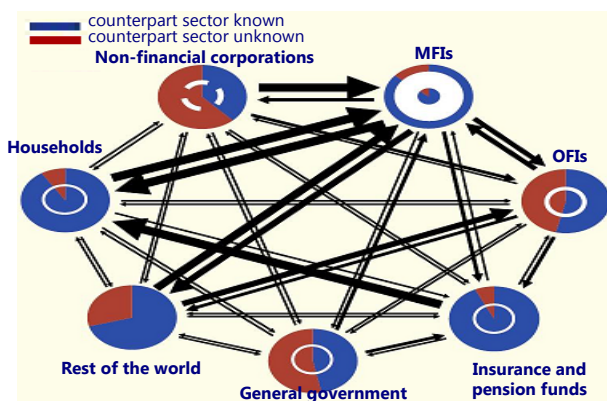 counterpart sector known
counterpart sector unknown
Non-financial corporations
MFIs
Households
OFIs
Rest of the world
General government
Insurance and
pension funds